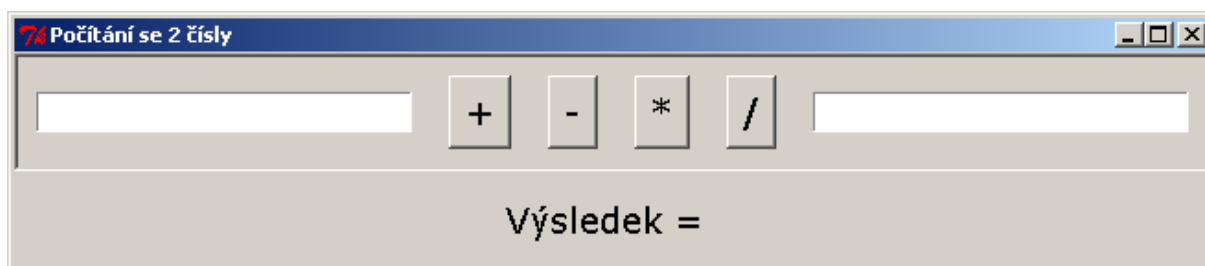 Počítání se 2 čísly
+ - * /
Výsledek =